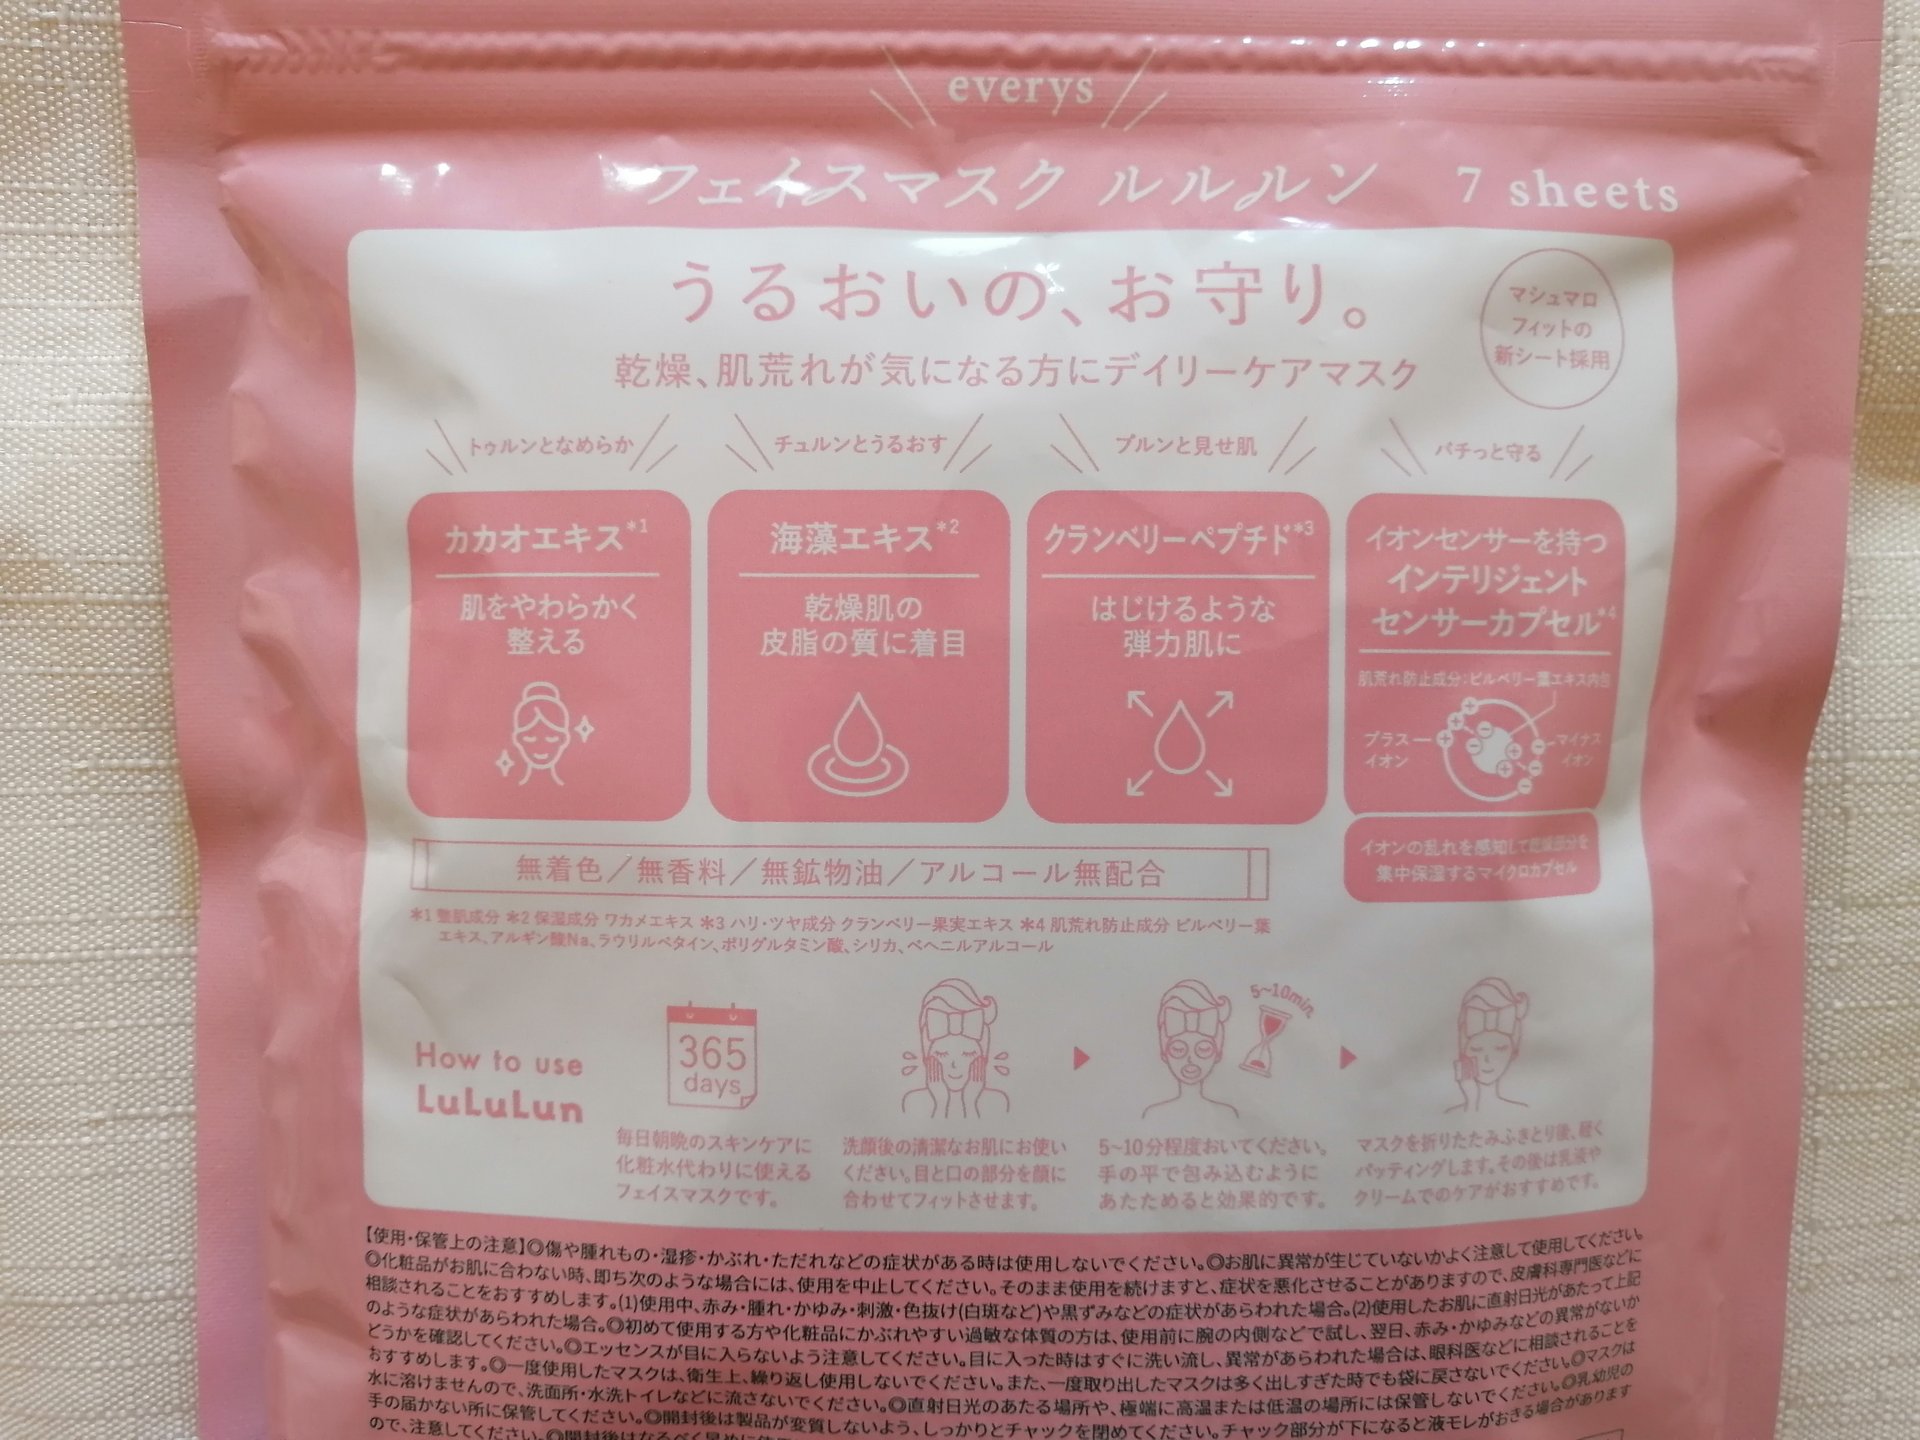 everys
フェイスマスク ルルルン 7 sheets
うるおいの、お守り。
マシュマロ
フィットの
新シート採用
乾燥、肌荒れが気になる方にデイリーケアマスク
トゥルンとなめらか
カカオエキス*1
肌をやわらかく
整える
チュルンとうるおす
海藻エキス*2
乾燥肌の
皮脂の質に着目
プルンと見せ肌
クランベリーペプチド*3
はじけるような
弾力肌に
バチっと守る
イオンセンサーを持つ
インテリジェント
センサーカプセル*4
肌荒れ防止成分:ビルベリー葉エキス内包
プラス
イオン
マイナス
イオン
イオンの乱れを感知して乾燥部分を
集中保湿するマイクロカプセル
無着色/無香料/無鉱物油/アルコール無配合
*1 整肌成分 *2 保湿成分 ワカメエキス *3 ハリ・ツヤ成分 クランベリー果実エキス *4 肌荒れ防止成分 ビルベリー葉
エキス、アルギン酸Na、ラウリルベタイン、ポリグルタミン酸、シリカ、ベヘニルアルコール
How to use
LuLuLun
365
days
毎日朝晩のスキンケアに
化粧水代わりに使える
フェイスマスクです。
洗顔後の清潔なお肌にお使い
ください。目と口の部分を顔に
合わせてフィットさせます。
5~10min.
5~10分程度おいてください。
手の平で包み込むように
あたためると効果的です。
マスクを折りたたみふきとり後、軽く
パッティングします。その後は乳液や
クリームでのケアがおすすめです。
【使用・保管上の注意】◎傷や腫れもの・湿疹・かぶれ・ただれなどの症状がある時は使用しないでください。◎お肌に異常が生じていないかよく注意して使用してください。
◎化粧品がお肌に合わない時、即ち次のような場合には、使用を中止してください。そのまま使用を続けますと、症状を悪化させることがありますので、皮膚科専門医などに
相談されることをおすすめします。(1)使用中、赤み・腫れ・かゆみ・刺激・色抜け(白斑など)や黒ずみなどの症状があらわれた場合。(2)使用したお肌に直射日光があたって上記
のような症状があらわれた場合。◎初めて使用する方や化粧品にかぶれやすい過敏な体質の方は、使用前に腕の内側などで試し、翌日、赤み・かゆみなどの異常がないか
どうかを確認してください。◎エッセンスが目に入らないよう注意してください。目に入った時はすぐに洗い流し、異常があらわれた場合は、眼科医などに相談されることを
おすすめします。◎一度使用したマスクは、衛生上、繰り返し使用しないでください。また、一度取り出したマスクは多く出しすぎた時でも袋に戻さないでください。◎マスクは
水に溶けませんので、洗面所・水洗トイレなどに流さないでください。◎直射日光のあたる場所や、極端に高温または低温の場所には保管しないでください。◎乳幼児の
手の届かない所に保管してください。◎開封後は製品が変質しないよう、しっかりとチャックを閉めてください。チャック部分が下になると液モレがおきる場合があります
ので、注意してください。◎開封後はなるべく早めに